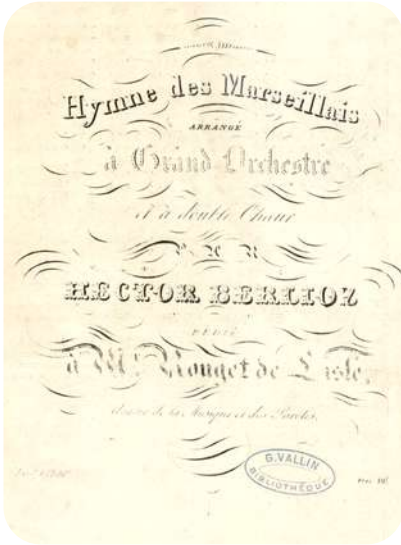 Hymne des Marseillais
ARRANGÉ
à Grand Orchestre
et à double Chœur
PAR
HECTOR BERLIOZ
DÉDIÉ
à Mr. Rouget de Lisle,
de la Musique et des Paroles.
G. VALLIN
BIBLIOTHÈQUE